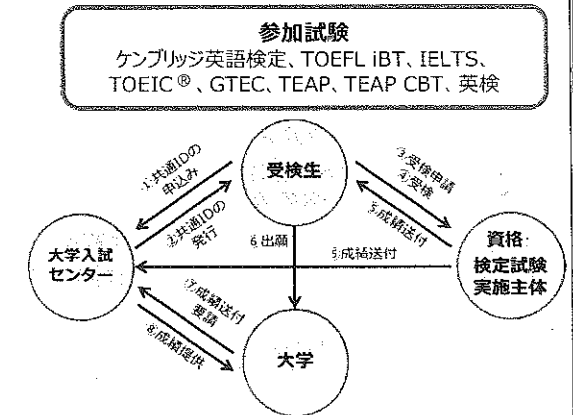 参加試験
ケンブリッジ英語検定、TOEFL iBT、IELTS、
TOEIC®、GTEC、TEAP、TEAP CBT、英検
受検生
①共通IDの
申込み
②共通IDの
発行
③受検申請
④受検
⑤成績送付
大学入試
センター
⑥出願
⑤成績送付
資格・
検定試験
実施主体
⑦成績送付
要請
⑧成績提供
大学